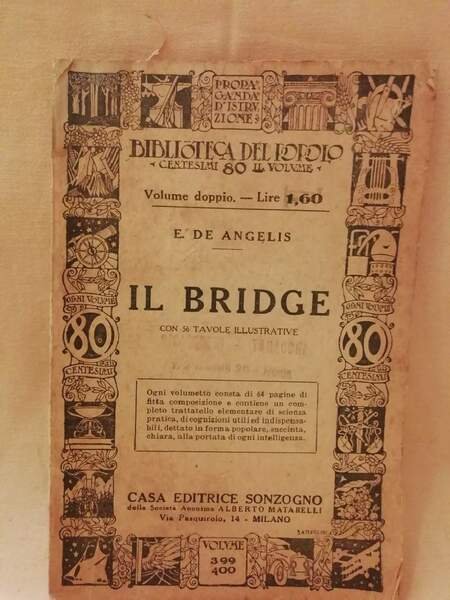 PROPA
GANDA
D'ISTRV
ZIONE
BIBLIOTECA DEL POPOLO
CENTESIMI 80 IL VOLUME
Volume doppio. — Lire 1,60
E. DE ANGELIS
IL BRIDGE
CON 56 TAVOLE ILLUSTRATIVE
OGNI VOLUME
80
CENTESIMI
OGNI VOLUME
80
CENTESIMI
Ogni volumetto consta di 64 pagine di
fitta composizione e contiene un com-
pleto trattatello elementare di scienza
pratica, di cognizioni utili ed indispensa-
bili, dettato in forma popolare, succinta,
chiara, alla portata di ogni intelligenza.
CASA EDITRICE SONZOGNO
della Società Anonima ALBERTO MATARELLI
Via Pasquirolo, 14 - MILANO
VOLUME
399
400